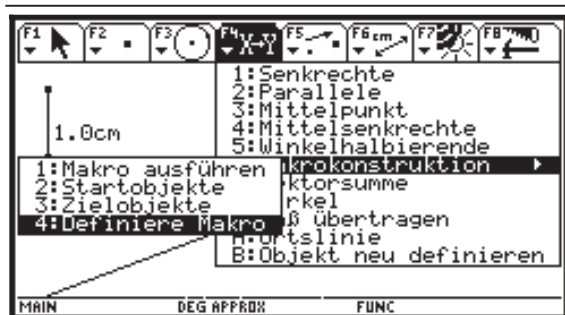 F1 F2 F3 F4 X→Y F5 F6 cm F7 F8
1:Senkrechte
2:Parallele
3:Mittelpunkt
4:Mittelsenkrechte
5:Winkelhalbierende
krokonstruktion ▸
ktorsumme
rkel
ß übertragen
Ortslinie
B:Objekt neu definieren
1.0cm
1:Makro ausführen
2:Startobjekte
3:Zielobjekte
4:Definiere Makro
MAIN DEG APPROX FUNC